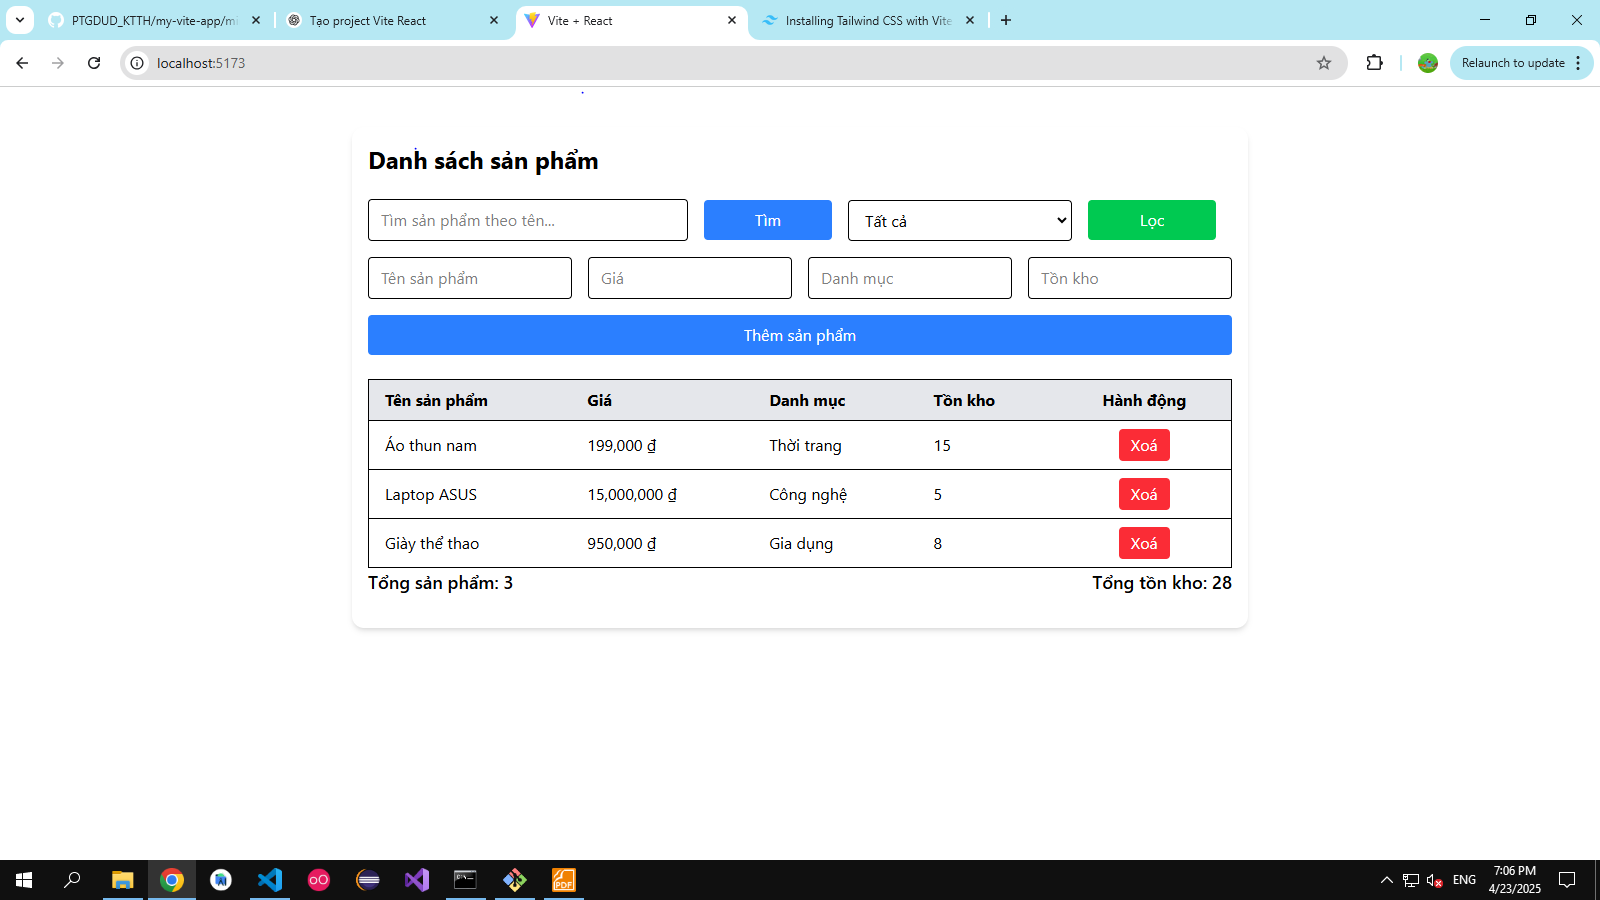 PTGDUD_KTTH/my-vite-app/mi
Tạo project Vite React
Vite + React
Installing Tailwind CSS with Vite
localhost:5173
Relaunch to update
Danh sách sản phẩm
Tìm sản phẩm theo tên...
Tìm
Tất cả
Lọc
Tên sản phẩm
Giá
Danh mục
Tồn kho
Thêm sản phẩm
Tên sản phẩm Giá Danh mục Tồn kho Hành động
Áo thun nam 199,000 ₫ Thời trang 15 Xoá
Laptop ASUS 15,000,000 ₫ Công nghệ 5 Xoá
Giày thể thao 950,000 ₫ Gia dụng 8 Xoá
Tổng sản phẩm: 3 Tổng tồn kho: 28
PDF
ENG
7:06 PM
4/23/2025